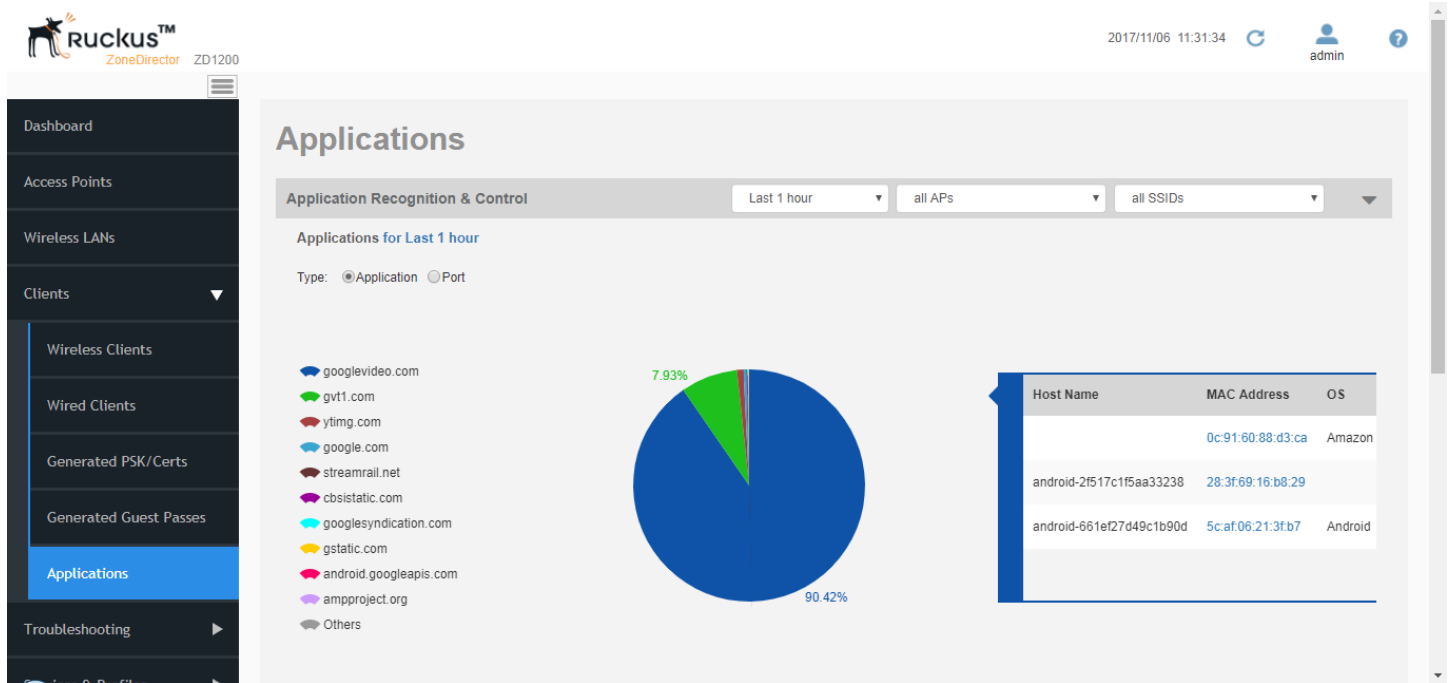 Ruckus™
ZoneDirector ZD1200
2017/11/06 11:31:34
admin
?
Dashboard
Access Points
Wireless LANs
Clients
Wireless Clients
Wired Clients
Generated PSK/Certs
Generated Guest Passes
Applications
Troubleshooting
Applications
Application Recognition & Control
Last 1 hour
all APs
all SSIDs
Applications for Last 1 hour
Type: Application Port
googlevideo.com
gvt1.com
ytimg.com
google.com
streamrail.net
cbsistatic.com
googlesyndication.com
gstatic.com
android.googleapis.com
ampproject.org
Others
7.93%
90.42%
Host Name MAC Address OS
0c:91:60:88:d3:ca Amazon
android-2f517c1f5aa33238 28:3f:69:16:b8:29
android-661ef27d49c1b90d 5c:af:06:21:3f:b7 Android